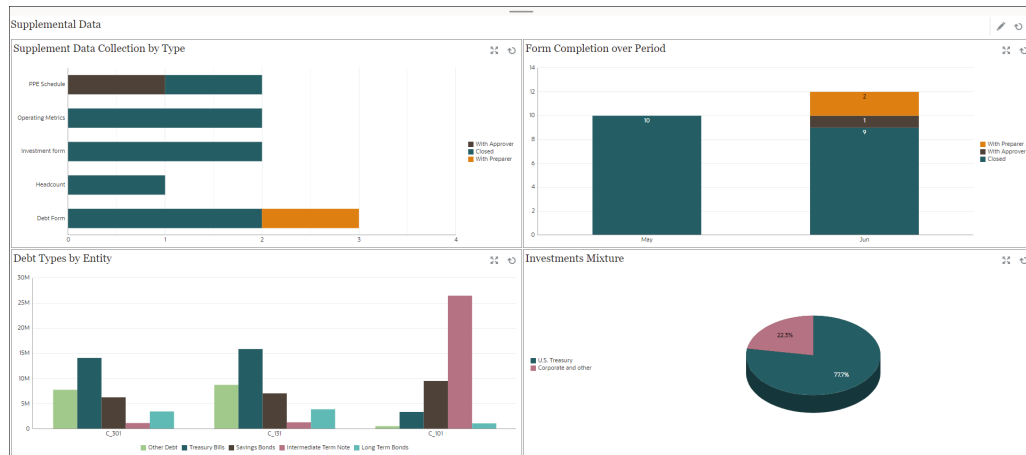 Supplemental Data
Supplement Data Collection by Type
PPE Schedule
Operating Metrics
Investment form
Headcount
Debt Form
0 1 2 3 4
With Approver
Closed
With Preparer
Form Completion over Period
14
12
10
8
6
4
2
0
10
2
1
9
May Jun
With Preparer
With Approver
Closed
Debt Types by Entity
30M
25M
20M
15M
10M
5M
0
C_301 C_151 C_101
Other Debt Treasury Bills Savings Bonds Intermediate Term Note Long Term Bonds
Investments Mixture
U.S. Treasury
Corporate and other
22.3%
77.7%